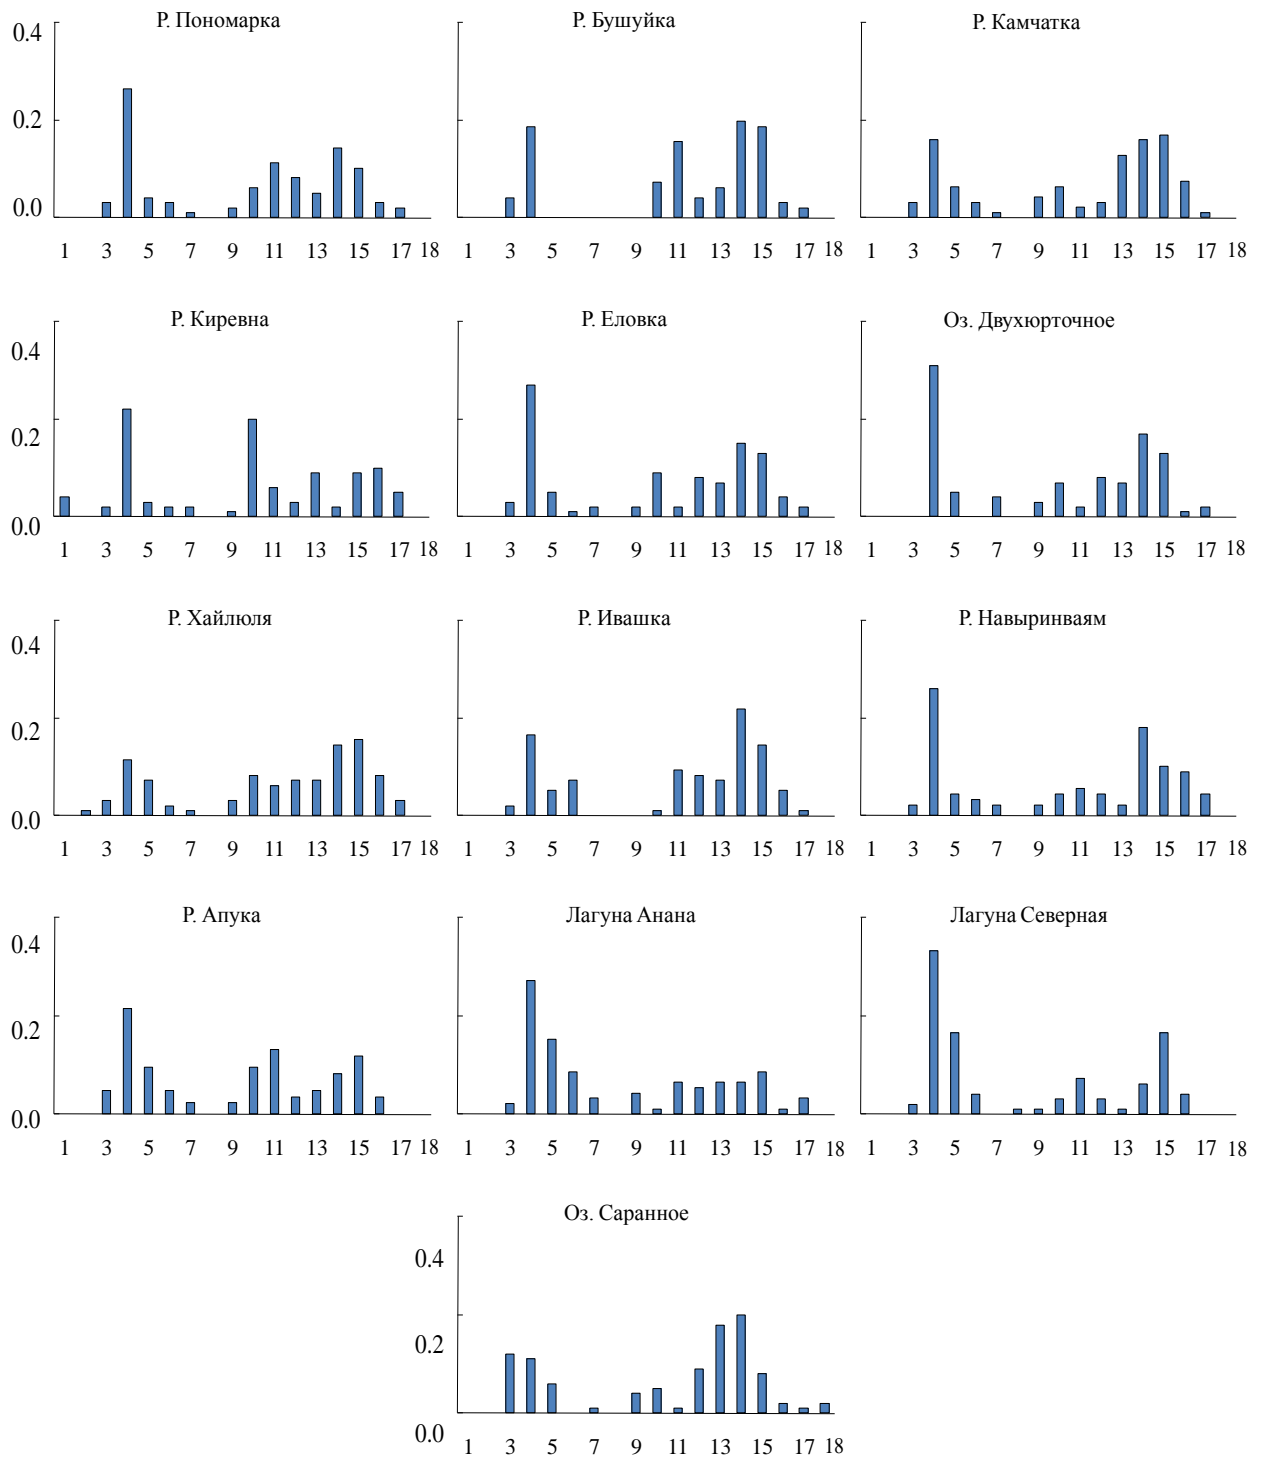 Р. Пономарка
Р. Бушуйка
Р. Камчатка
0.4
0.2
0.0
1 3 5 7 9 11 13 15 17 18
1 3 5 7 9 11 13 15 17 18
1 3 5 7 9 11 13 15 17 18
Р. Киревна
Р. Еловка
Оз. Двухюрточное
0.4
0.2
0.0
1 3 5 7 9 11 13 15 17 18
1 3 5 7 9 11 13 15 17 18
1 3 5 7 9 11 13 15 17 18
Р. Хайлюля
Р. Ивашка
Р. Навыринваям
0.4
0.2
0.0
1 3 5 7 9 11 13 15 17 18
1 3 5 7 9 11 13 15 17 18
1 3 5 7 9 11 13 15 17 18
Р. Апука
Лагуна Анана
Лагуна Северная
0.4
0.2
0.0
1 3 5 7 9 11 13 15 17 18
1 3 5 7 9 11 13 15 17 18
1 3 5 7 9 11 13 15 17 18
Оз. Саранное
0.4
0.2
0.0
1 3 5 7 9 11 13 15 17 18